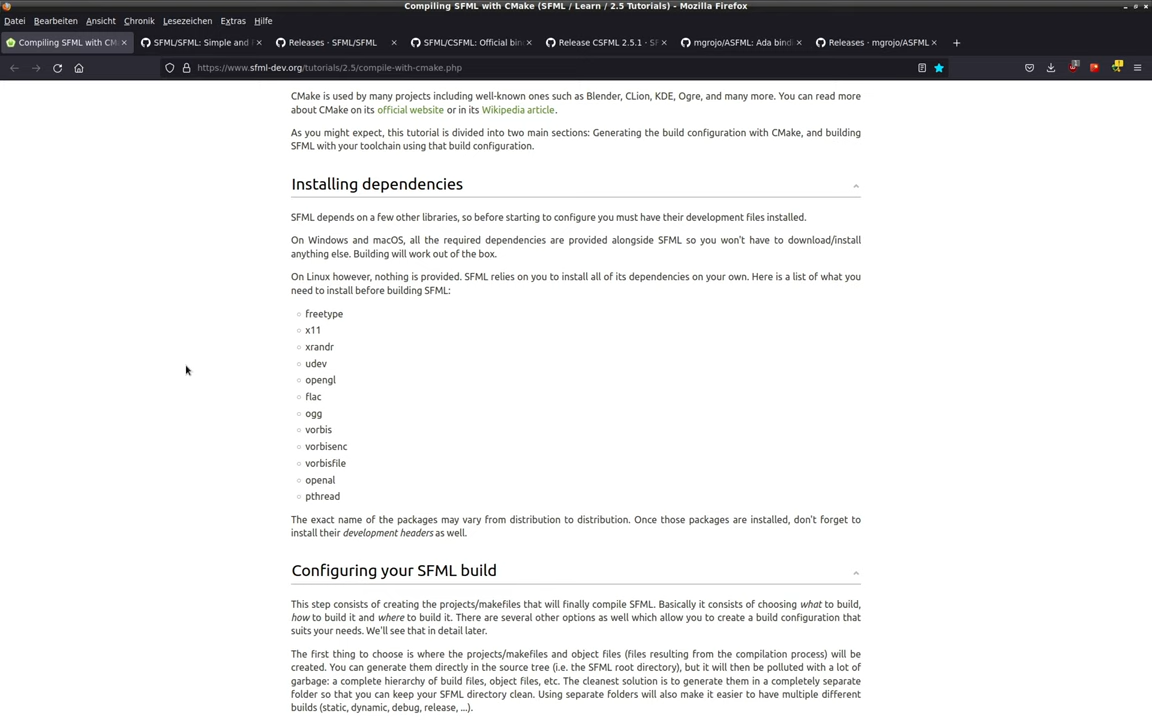 Compiling SFML with CMake (SFML / Learn / 2.5 Tutorials) - Mozilla Firefox
Datei Bearbeiten Ansicht Chronik Lesezeichen Extras Hilfe
Compiling SFML with CM SFML/SFML: Simple and Releases · SFML/SFML SFML/CSFML: Official bin Release CSFML 2.5.1 · SF mgrojo/ASFML: Ada bindi Releases · mgrojo/ASFML
https://www.sfml-dev.org/tutorials/2.5/compile-with-cmake.php
CMake is used by many projects including well-known ones such as Blender, CLion, KDE, Ogre, and many more. You can read more
about CMake on its official website or in its Wikipedia article.
As you might expect, this tutorial is divided into two main sections: Generating the build configuration with CMake, and building
SFML with your toolchain using that build configuration.
Installing dependencies
SFML depends on a few other libraries, so before starting to configure you must have their development files installed.
On Windows and macOS, all the required dependencies are provided alongside SFML so you won't have to download/install
anything else. Building will work out of the box.
On Linux however, nothing is provided. SFML relies on you to install all of its dependencies on your own. Here is a list of what you
need to install before building SFML:
freetype
x11
xrandr
udev
opengl
flac
ogg
vorbis
vorbisenc
vorbisfile
openal
pthread
The exact name of the packages may vary from distribution to distribution. Once those packages are installed, don't forget to
install their development headers as well.
Configuring your SFML build
This step consists of creating the projects/makefiles that will finally compile SFML. Basically it consists of choosing what to build,
how to build it and where to build it. There are several other options as well which allow you to create a build configuration that
suits your needs. We'll see that in detail later.
The first thing to choose is where the projects/makefiles and object files (files resulting from the compilation process) will be
created. You can generate them directly in the source tree (i.e. the SFML root directory), but it will then be polluted with a lot of
garbage: a complete hierarchy of build files, object files, etc. The cleanest solution is to generate them in a completely separate
folder so that you can keep your SFML directory clean. Using separate folders will also make it easier to have multiple different
builds (static, dynamic, debug, release, ...).